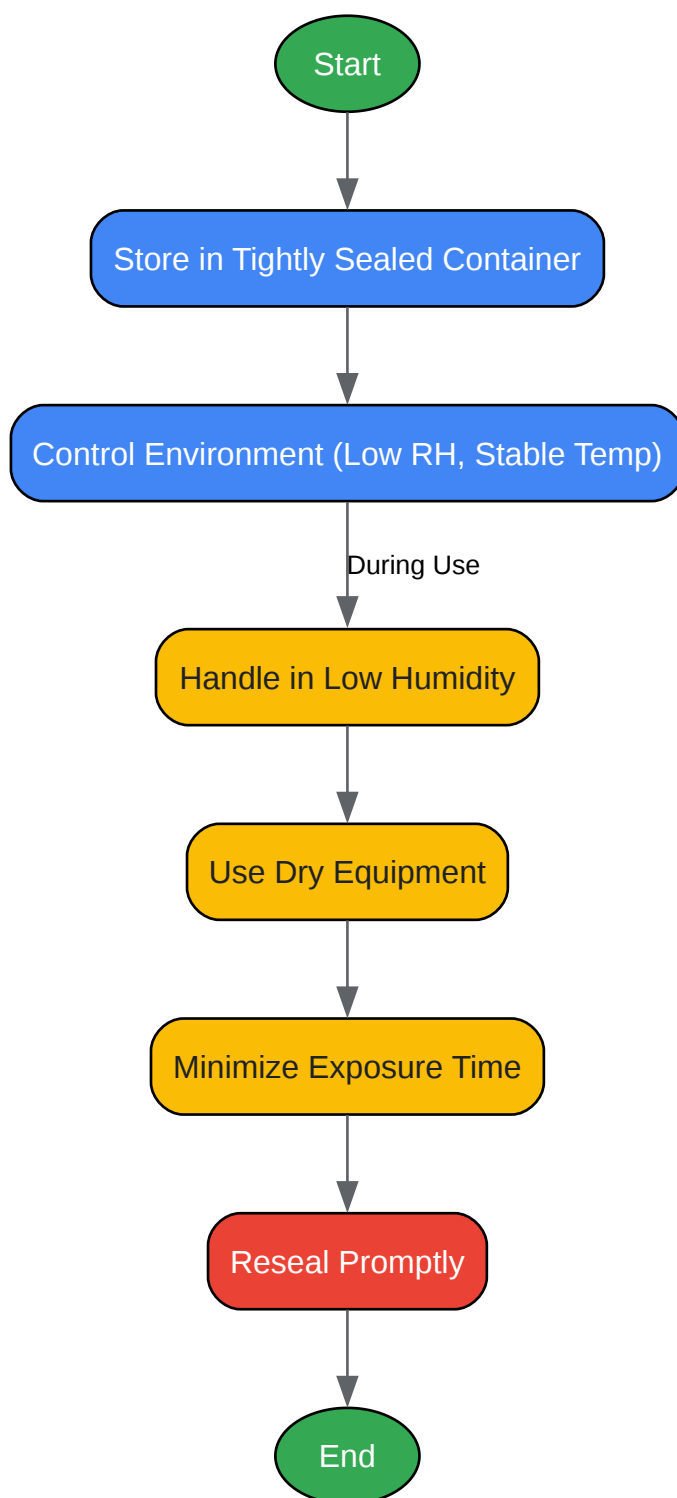 Start
Store in Tightly Sealed Container
Control Environment (Low RH, Stable Temp)
During Use
Handle in Low Humidity
Use Dry Equipment
Minimize Exposure Time
Reseal Promptly
End